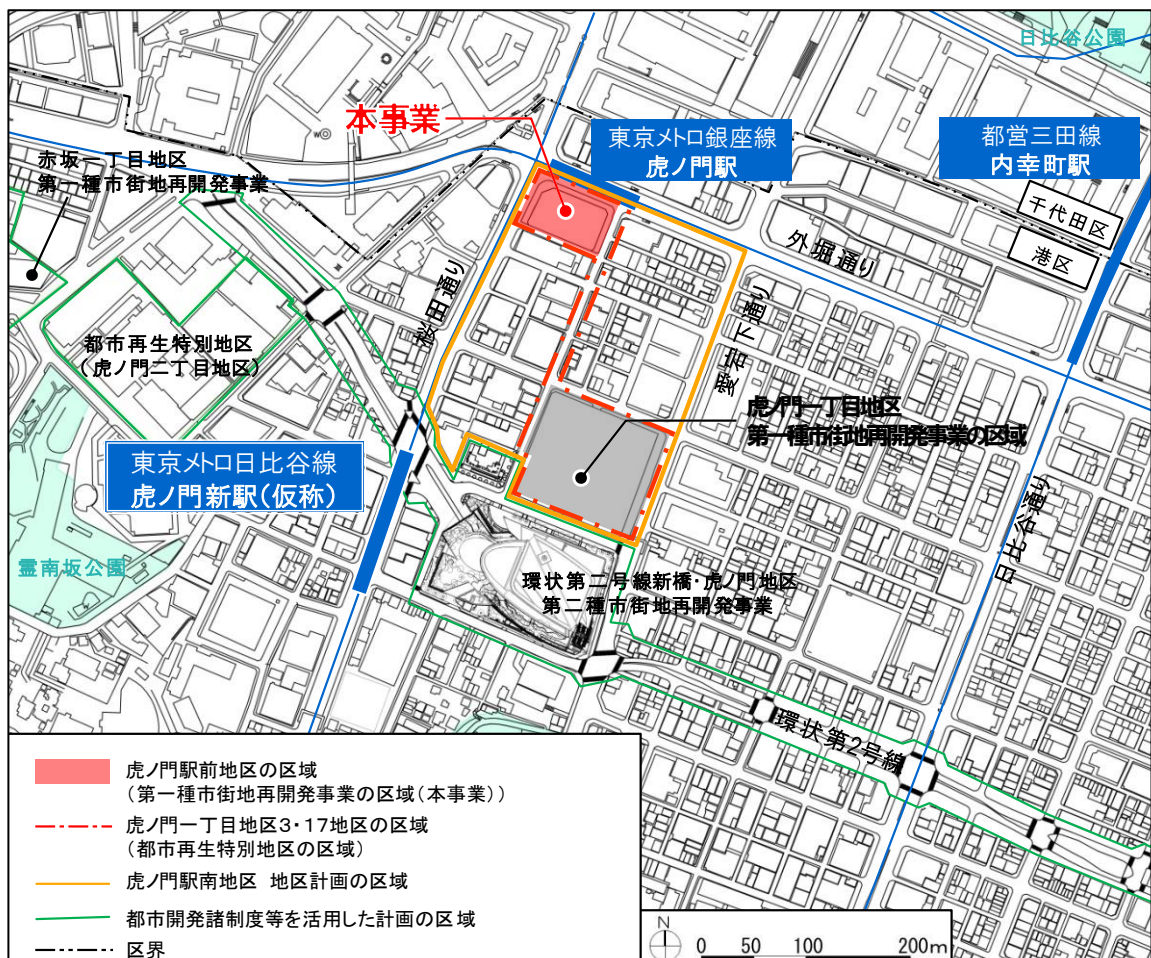 日比谷公園
本事業
東京メトロ銀座線
虎ノ門駅
都営三田線
内幸町駅
赤坂一丁目地区
第一種市街地再開発事業
千代田区
港区
外堀通り
桜田通り
愛宕下通り
都市再生特別地区
(虎ノ門二丁目地区)
虎ノ門一丁目地区
第一種市街地再開発事業の区域
東京メトロ日比谷線
虎ノ門新駅(仮称)
日比谷通り
霊南坂公園
環状第二号線新橋・虎ノ門地区
第二種市街地再開発事業
環状第2号線
虎ノ門駅前地区の区域
(第一種市街地再開発事業の区域(本事業))
虎ノ門一丁目地区3・17地区の区域
(都市再生特別地区の区域)
虎ノ門駅南地区 地区計画の区域
都市開発諸制度等を活用した計画の区域
区界
N
0 50 100 200m